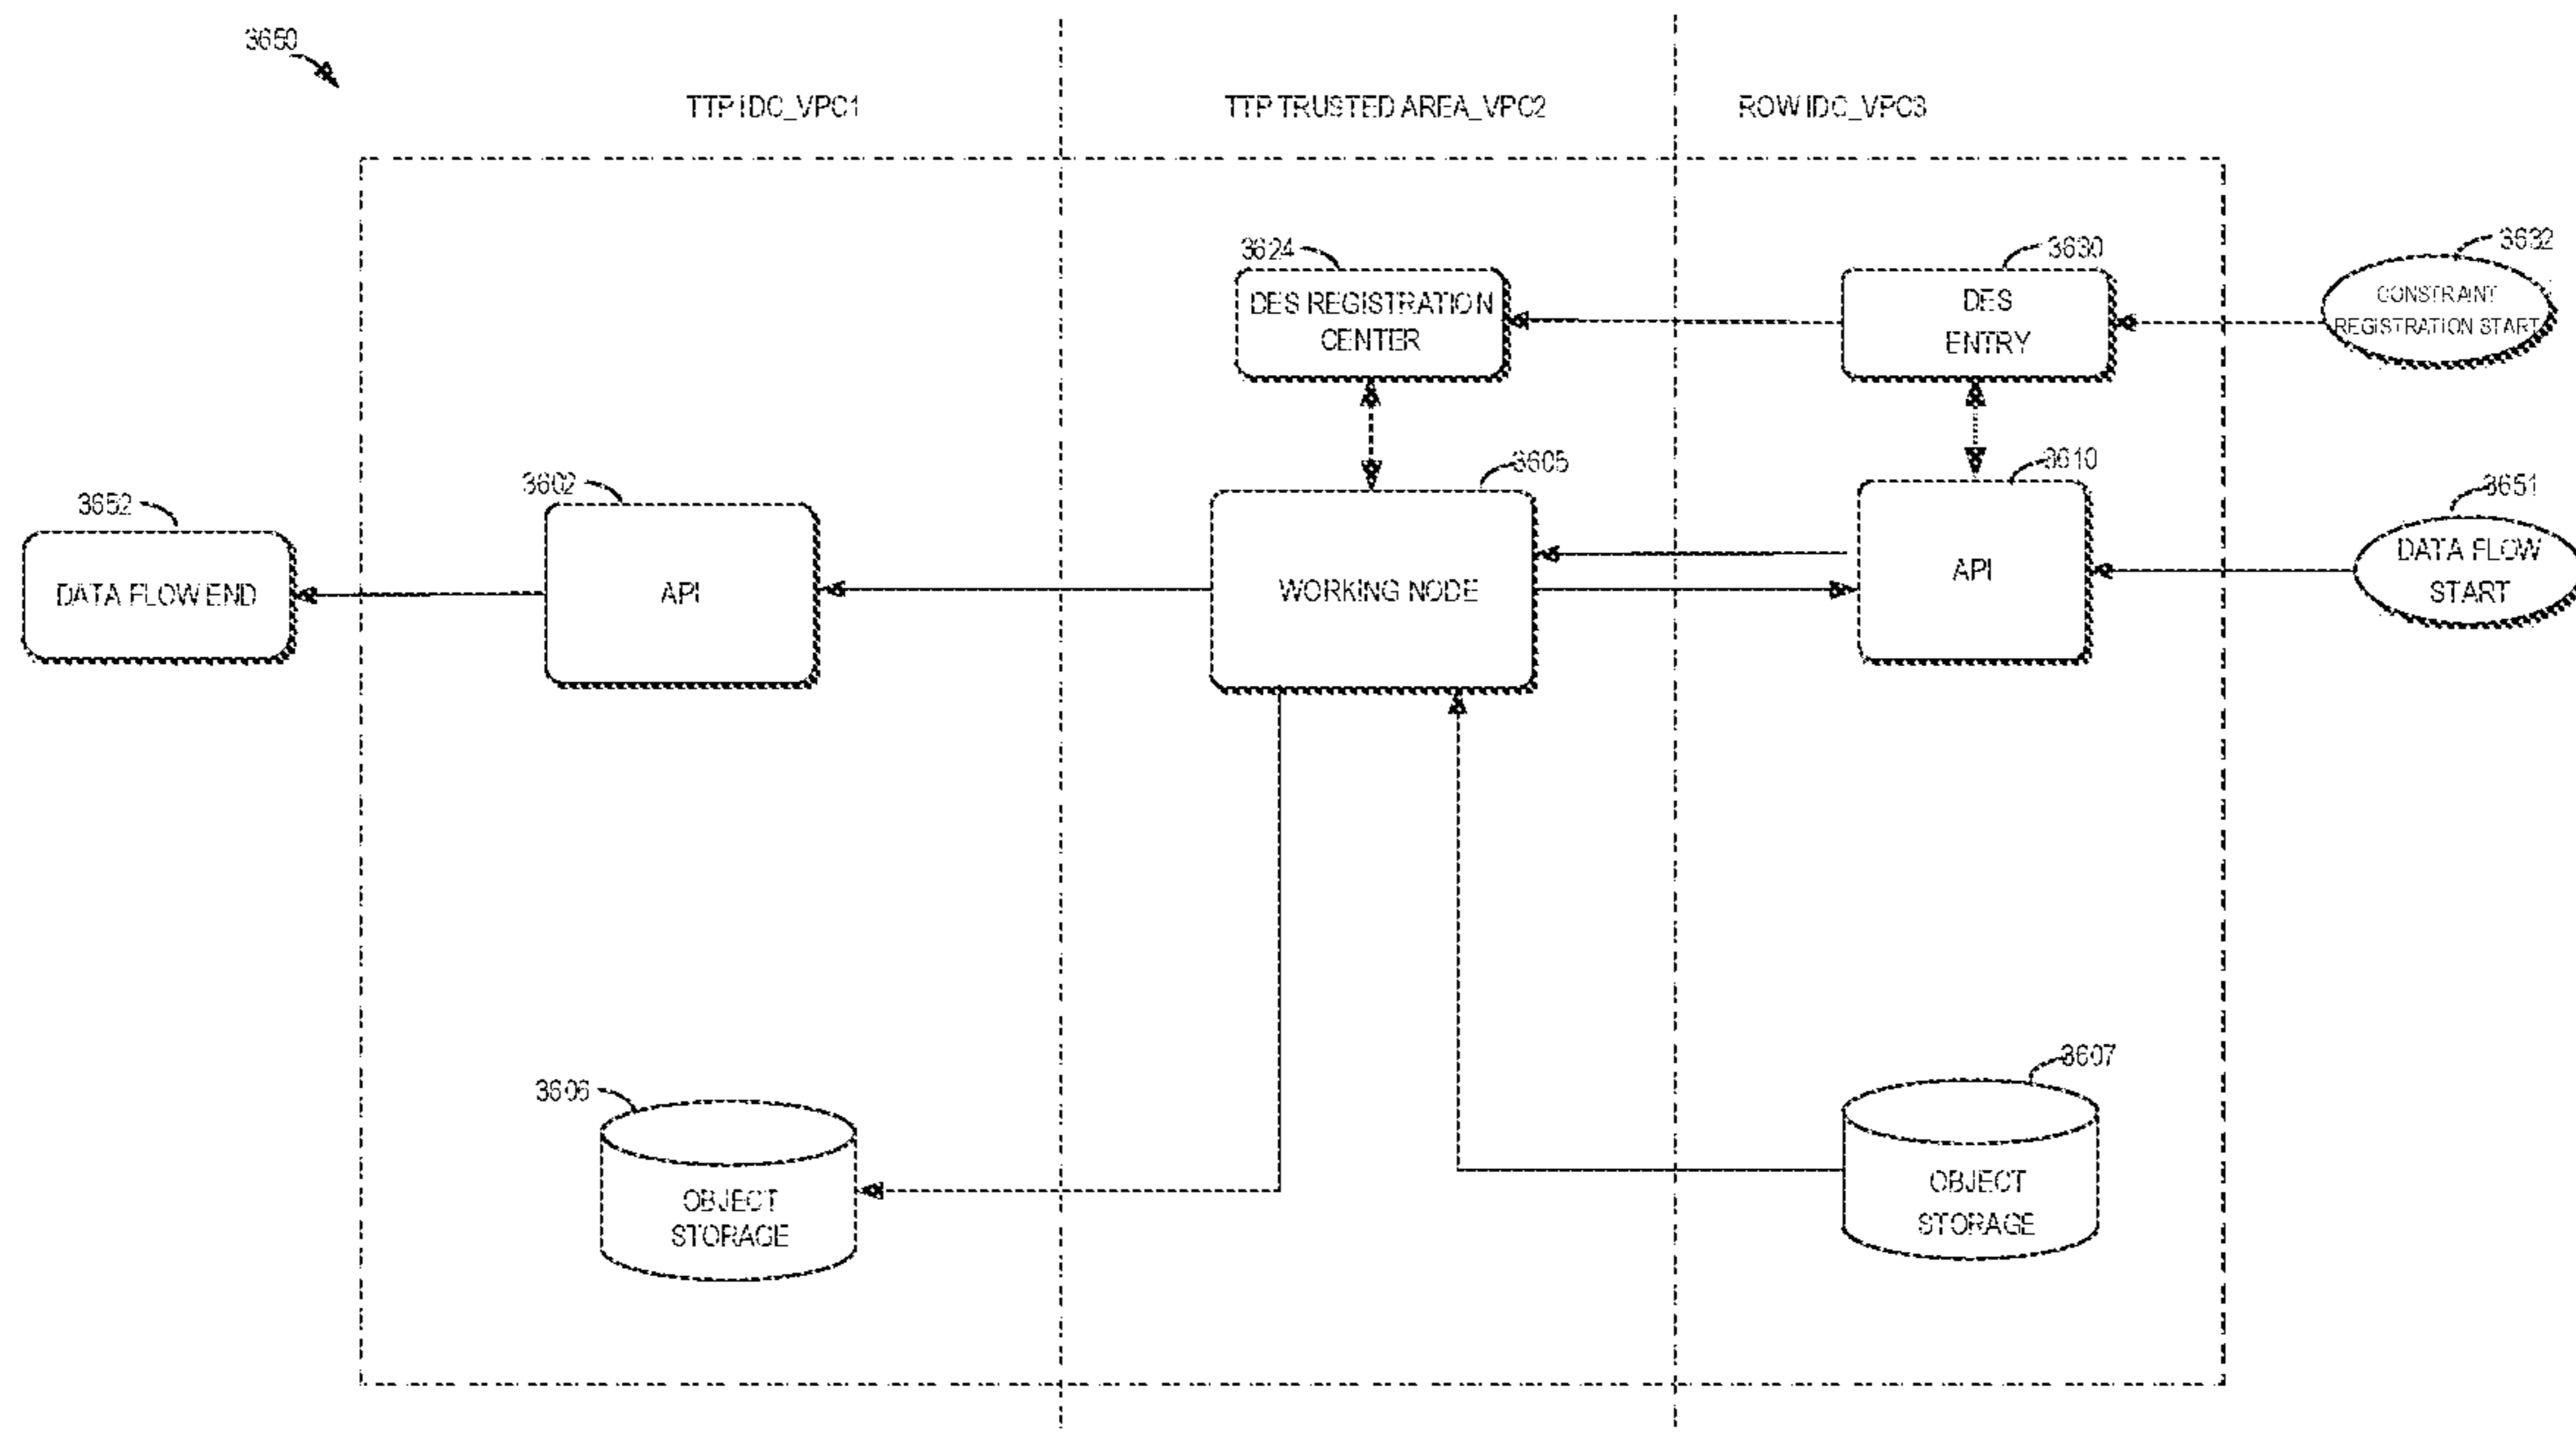 3650
TTP IDC_VPC1
TTP TRUSTED AREA_VPC2
ROW IDC_VPC3
3624
DES REGISTRATION
CENTER
3630
DES
ENTRY
3632
CONSTRAINT
REGISTRATION START
3652
DATA FLOW END
3602
API
3605
WORKING NODE
3610
API
3651
DATA FLOW
START
3606
OBJECT
STORAGE
3607
OBJECT
STORAGE